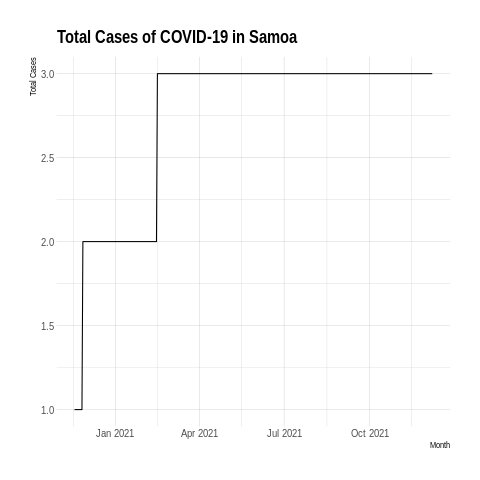 Total Cases of COVID-19 in Samoa
Total Cases
3.0
2.5
2.0
1.5
1.0
Jan 2021 Apr 2021 Jul 2021 Oct 2021
Month